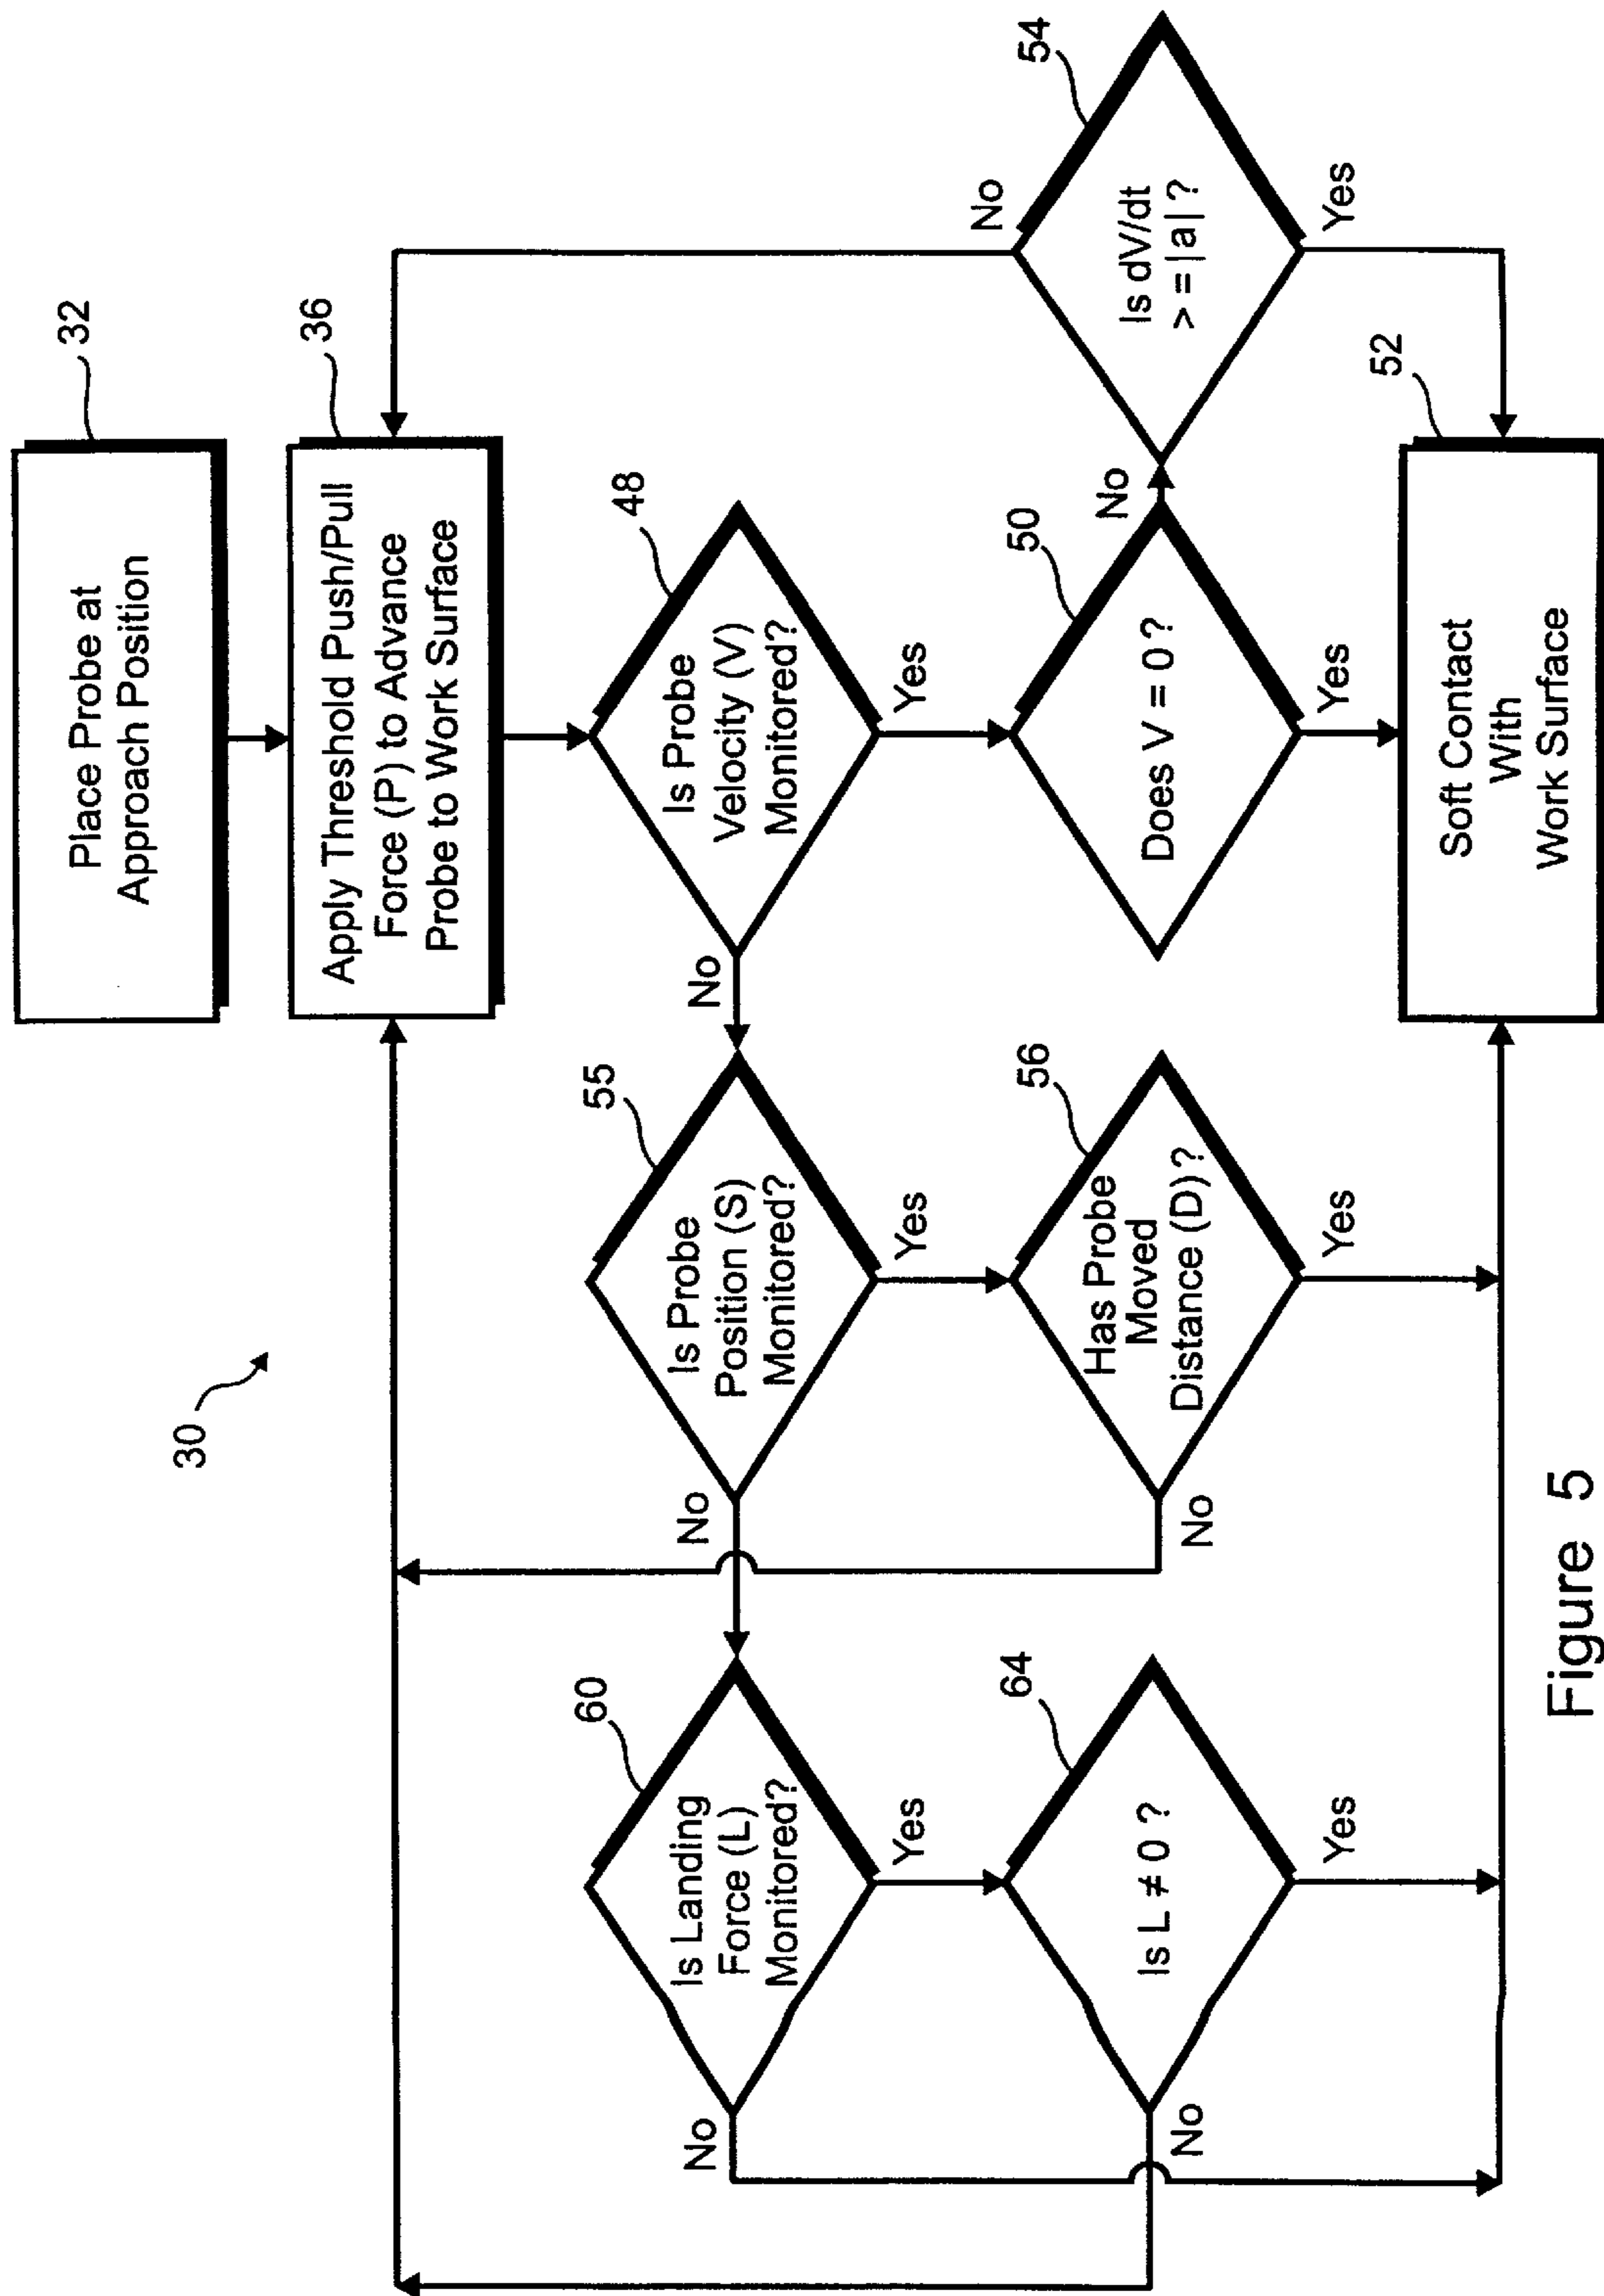 30
32
Place Probe at
Approach Position
36
Apply Threshold Push/Pull
Force (P) to Advance
Probe to Work Surface
48
Is Probe
Velocity (V)
Monitored?
No
Yes
50
Does V = 0 ?
No
Yes
54
Is dV/dt
> = | a | ?
No
Yes
52
Soft Contact
With
Work Surface
55
Is Probe
Position (S)
Monitored?
No
Yes
56
Has Probe
Moved
Distance (D) ?
No
Yes
60
Is Landing
Force (L)
Monitored?
No
Yes
64
Is L ≠ 0 ?
No
Yes
Figure 5